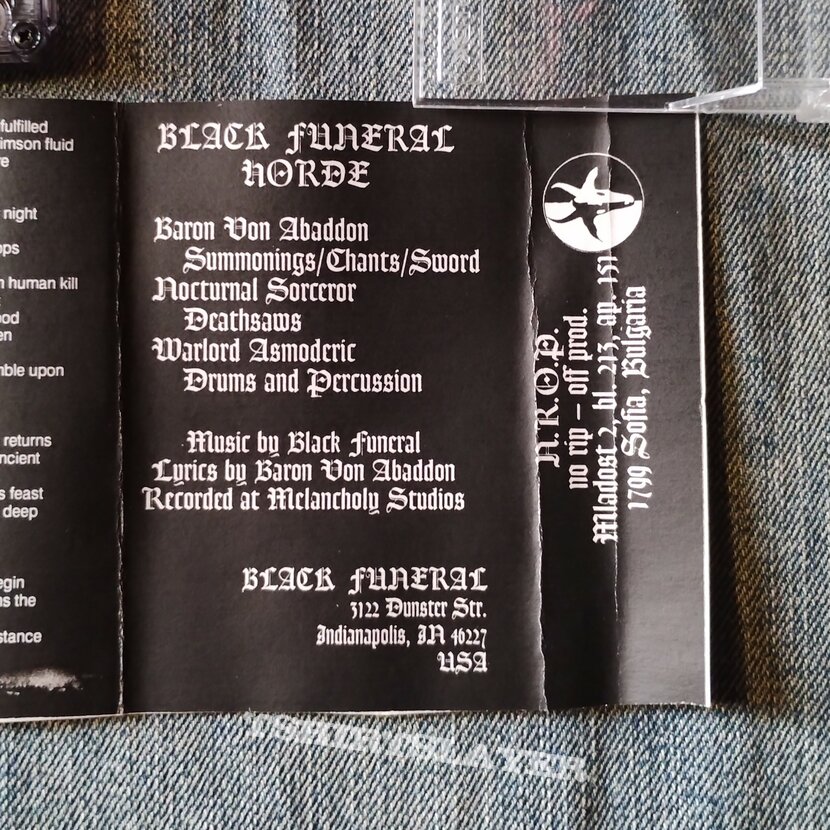 fulfilled
imson fluid
night
human kill
mble upon
returns
ncient
feast
deep
egin
ns the
stance
BLACK FUNERAL
HORDE
Baron Von Abaddon
Summonings/Chants/Sword
Nocturnal Sorceror
Deathsaws
Warlord Asmoderic
Drums and Percussion
Music by Black Funeral
Lyrics by Baron Von Abaddon
Recorded at Melancholy Studios
BLACK FUNERAL
3122 Dunster Str.
Indianapolis, IN 46227
USA
N.R.O.P.
no rip – off prod.
Mladost 2, bl. 213, ap. 151
1799 Sofia, Bulgaria
TSHIRTSLAYER